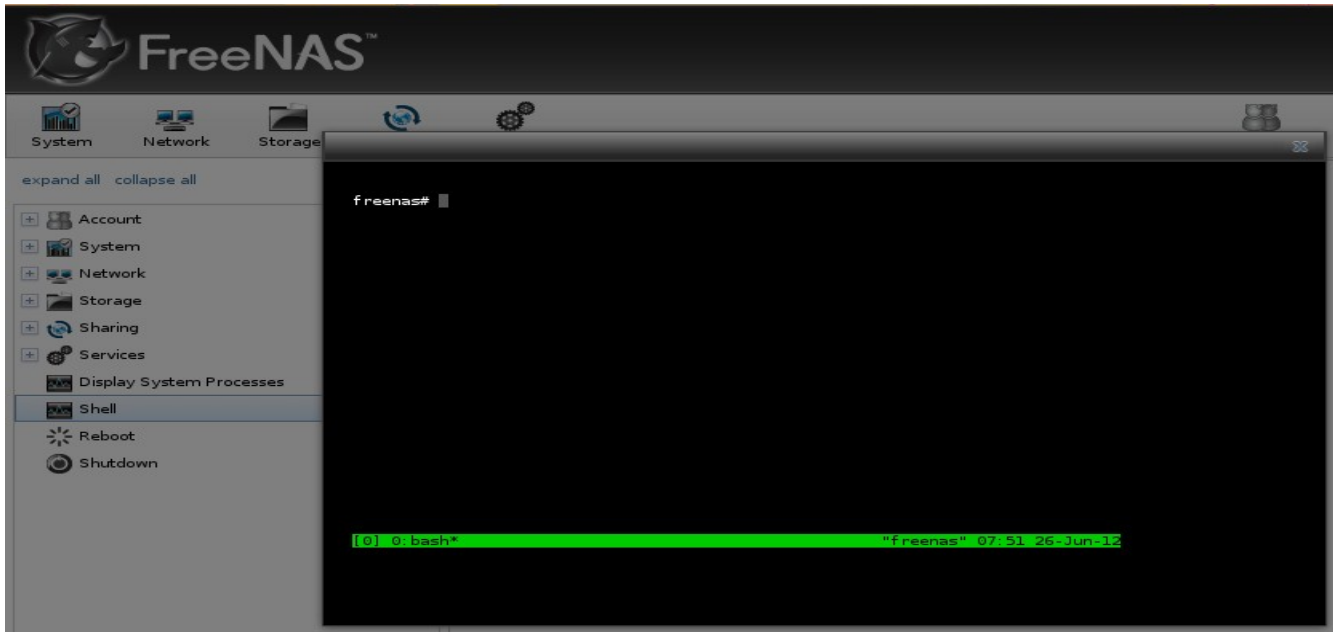 FreeNAS™
System Network Storage
expand all collapse all
Account
System
Network
Storage
Sharing
Services
Display System Processes
Shell
Reboot
Shutdown
freenas#
[0] 0:bash* "freenas" 07:51 26-Jun-12